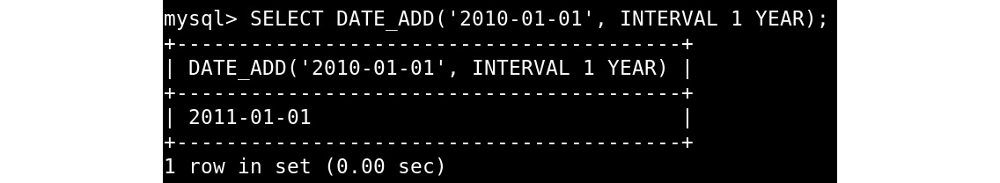 mysql> SELECT DATE_ADD('2010-01-01', INTERVAL 1 YEAR);
+-----------------------------------------+
| DATE_ADD('2010-01-01', INTERVAL 1 YEAR) |
+-----------------------------------------+
| 2011-01-01                              |
+-----------------------------------------+
1 row in set (0.00 sec)